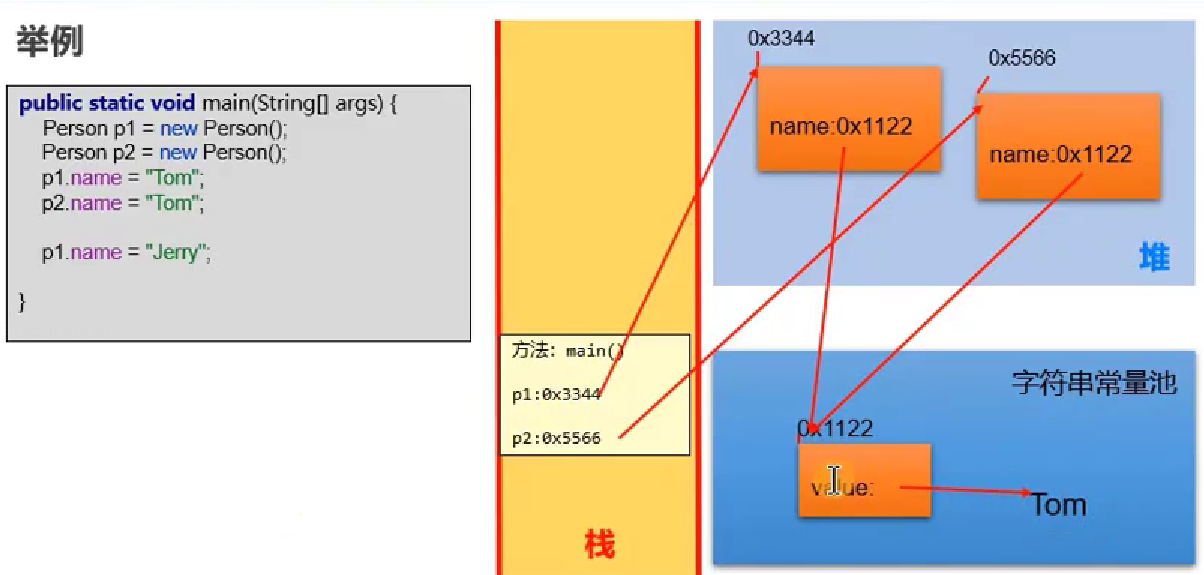 举例
public static void main(String[] args) {
Person p1 = new Person();
Person p2 = new Person();
p1.name = "Tom";
p2.name = "Tom";
p1.name = "Jerry";
}
方法: main()
p1:0x3344
p2:0x5566
栈
0x3344
0x5566
name:0x1122
name:0x1122
堆
字符串常量池
0x1122
value:
Tom